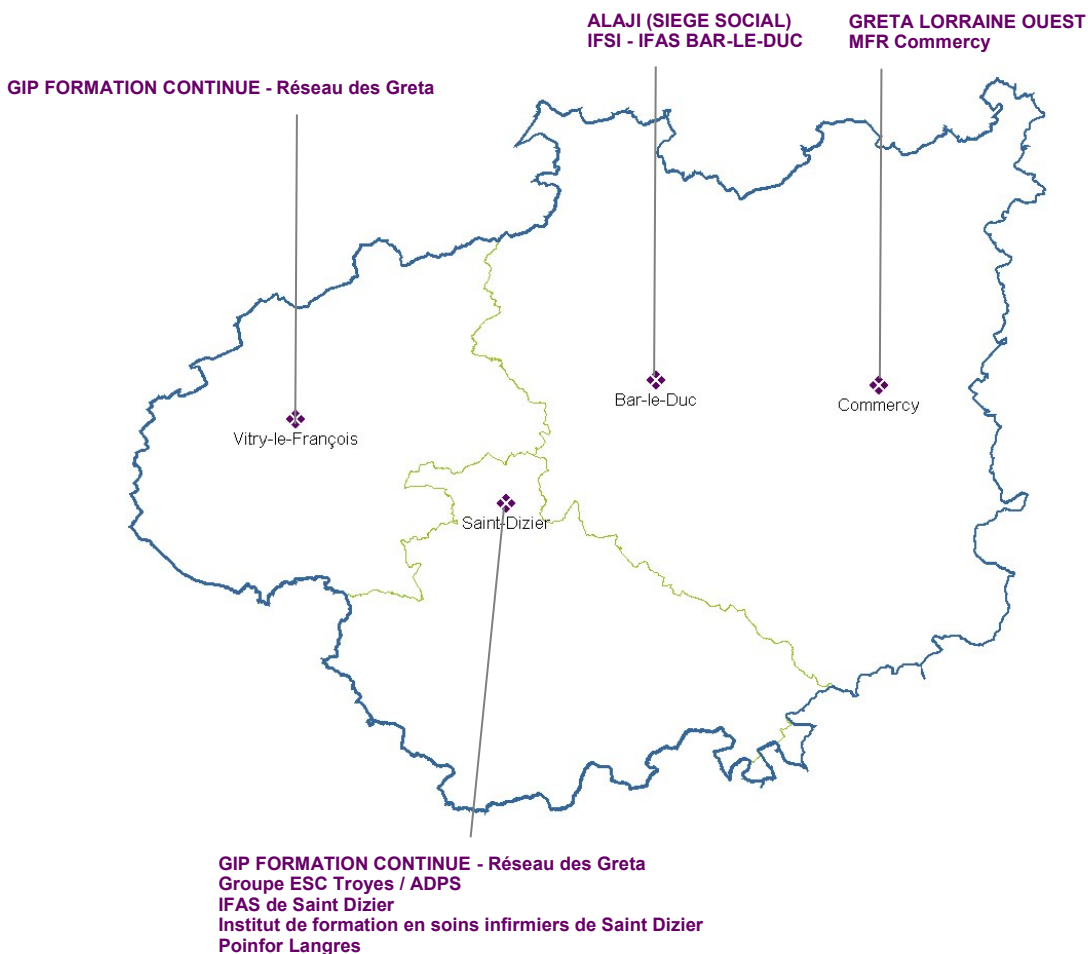 ALAJI (SIEGE SOCIAL)
IFSI - IFAS BAR-LE-DUC
GRETA LORRAINE OUEST
MFR Commercy
GIP FORMATION CONTINUE - Réseau des Greta
Bar-le-Duc
Commercy
Vitry-le-François
Saint-Dizier
GIP FORMATION CONTINUE - Réseau des Greta
Groupe ESC Troyes / ADPS
IFAS de Saint Dizier
Institut de formation en soins infirmiers de Saint Dizier
Poinfor Langres